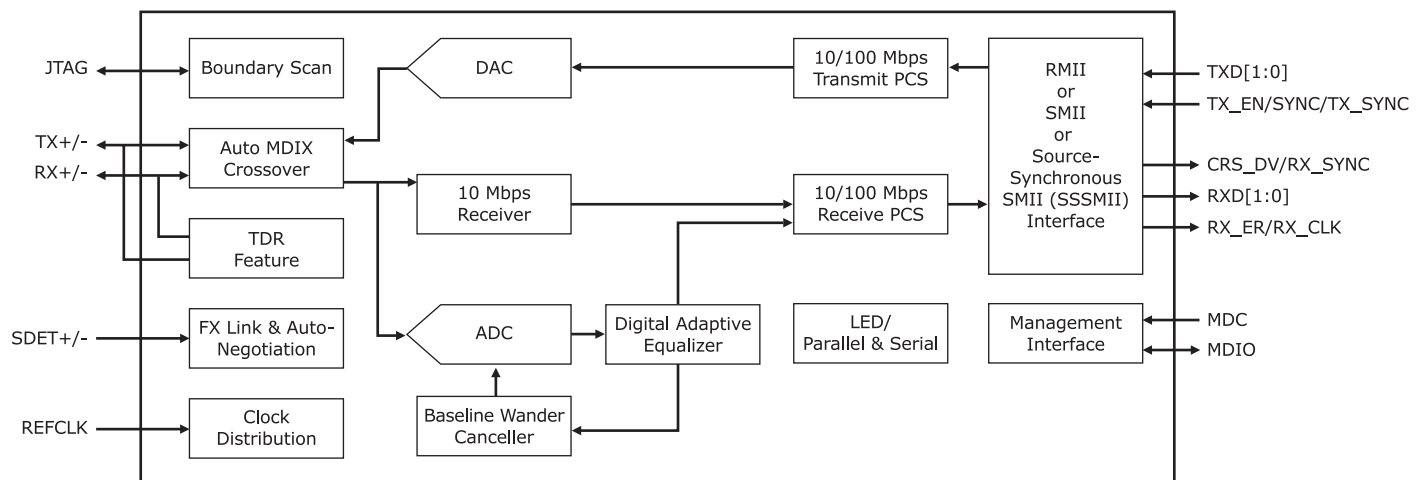 JTAG
TX+/-
RX+/-
SDET+/-
REFCLK
Boundary Scan
Auto MDIX
Crossover
TDR
Feature
FX Link & Auto-
Negotiation
Clock
Distribution
DAC
10 Mbps
Receiver
ADC
Baseline Wander
Canceller
Digital Adaptive
Equalizer
10/100 Mbps
Transmit PCS
10/100 Mbps
Receive PCS
LED/
Parallel & Serial
RMII
or
SMII
or
Source-
Synchronous
SMII (SSSMII)
Interface
Management
Interface
TXD[1:0]
TX_EN/SYNC/TX_SYNC
CRS_DV/RX_SYNC
RXD[1:0]
RX_ER/RX_CLK
MDC
MDIO